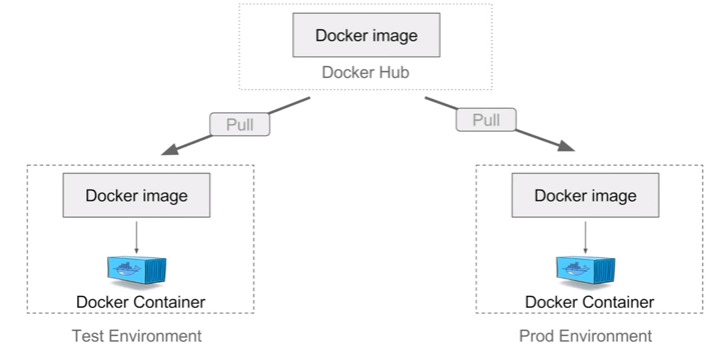 Docker image
Docker Hub
Pull
Pull
Docker image
Docker Container
Test Environment
Docker image
Docker Container
Prod Environment